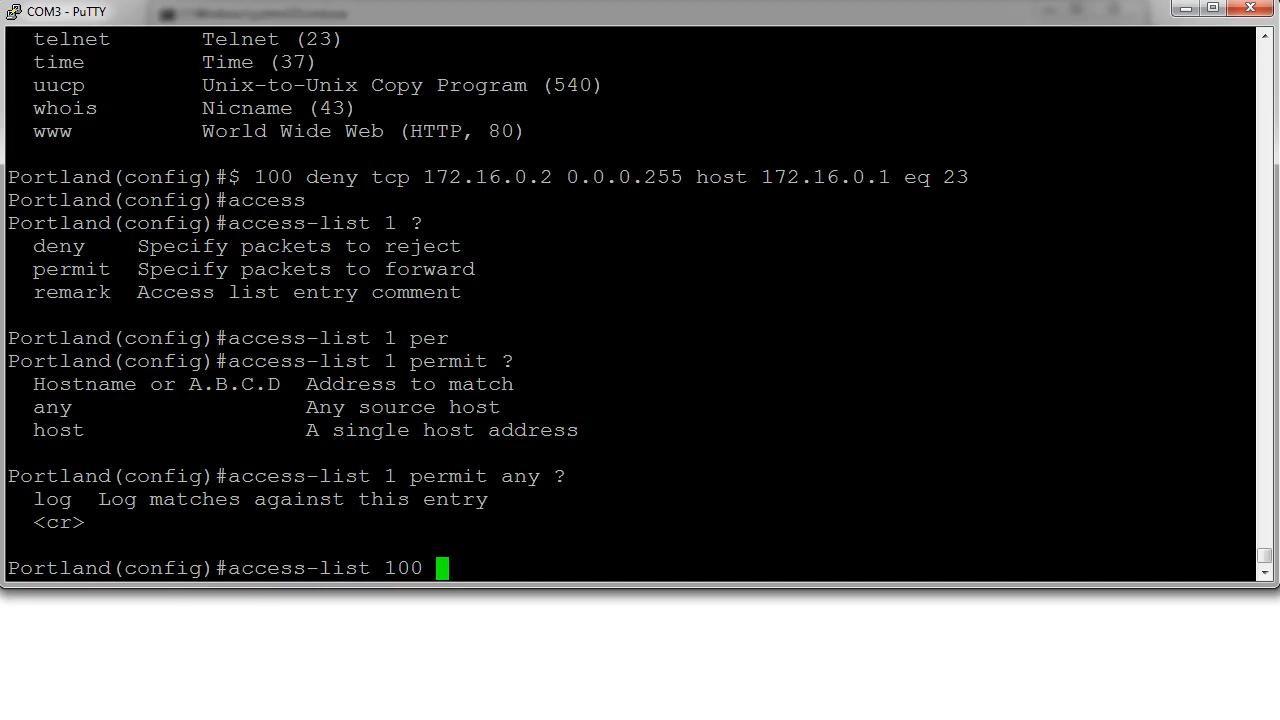 COM3 - PuTTY
telnet Telnet (23)
time Time (37)
uucp Unix-to-Unix Copy Program (540)
whois Nicname (43)
www World Wide Web (HTTP, 80)
Portland(config)#$ 100 deny tcp 172.16.0.2 0.0.0.255 host 172.16.0.1 eq 23
Portland(config)#access
Portland(config)#access-list 1 ?
deny Specify packets to reject
permit Specify packets to forward
remark Access list entry comment
Portland(config)#access-list 1 per
Portland(config)#access-list 1 permit ?
Hostname or A.B.C.D Address to match
any Any source host
host A single host address
Portland(config)#access-list 1 permit any ?
log Log matches against this entry
<cr>
Portland(config)#access-list 100